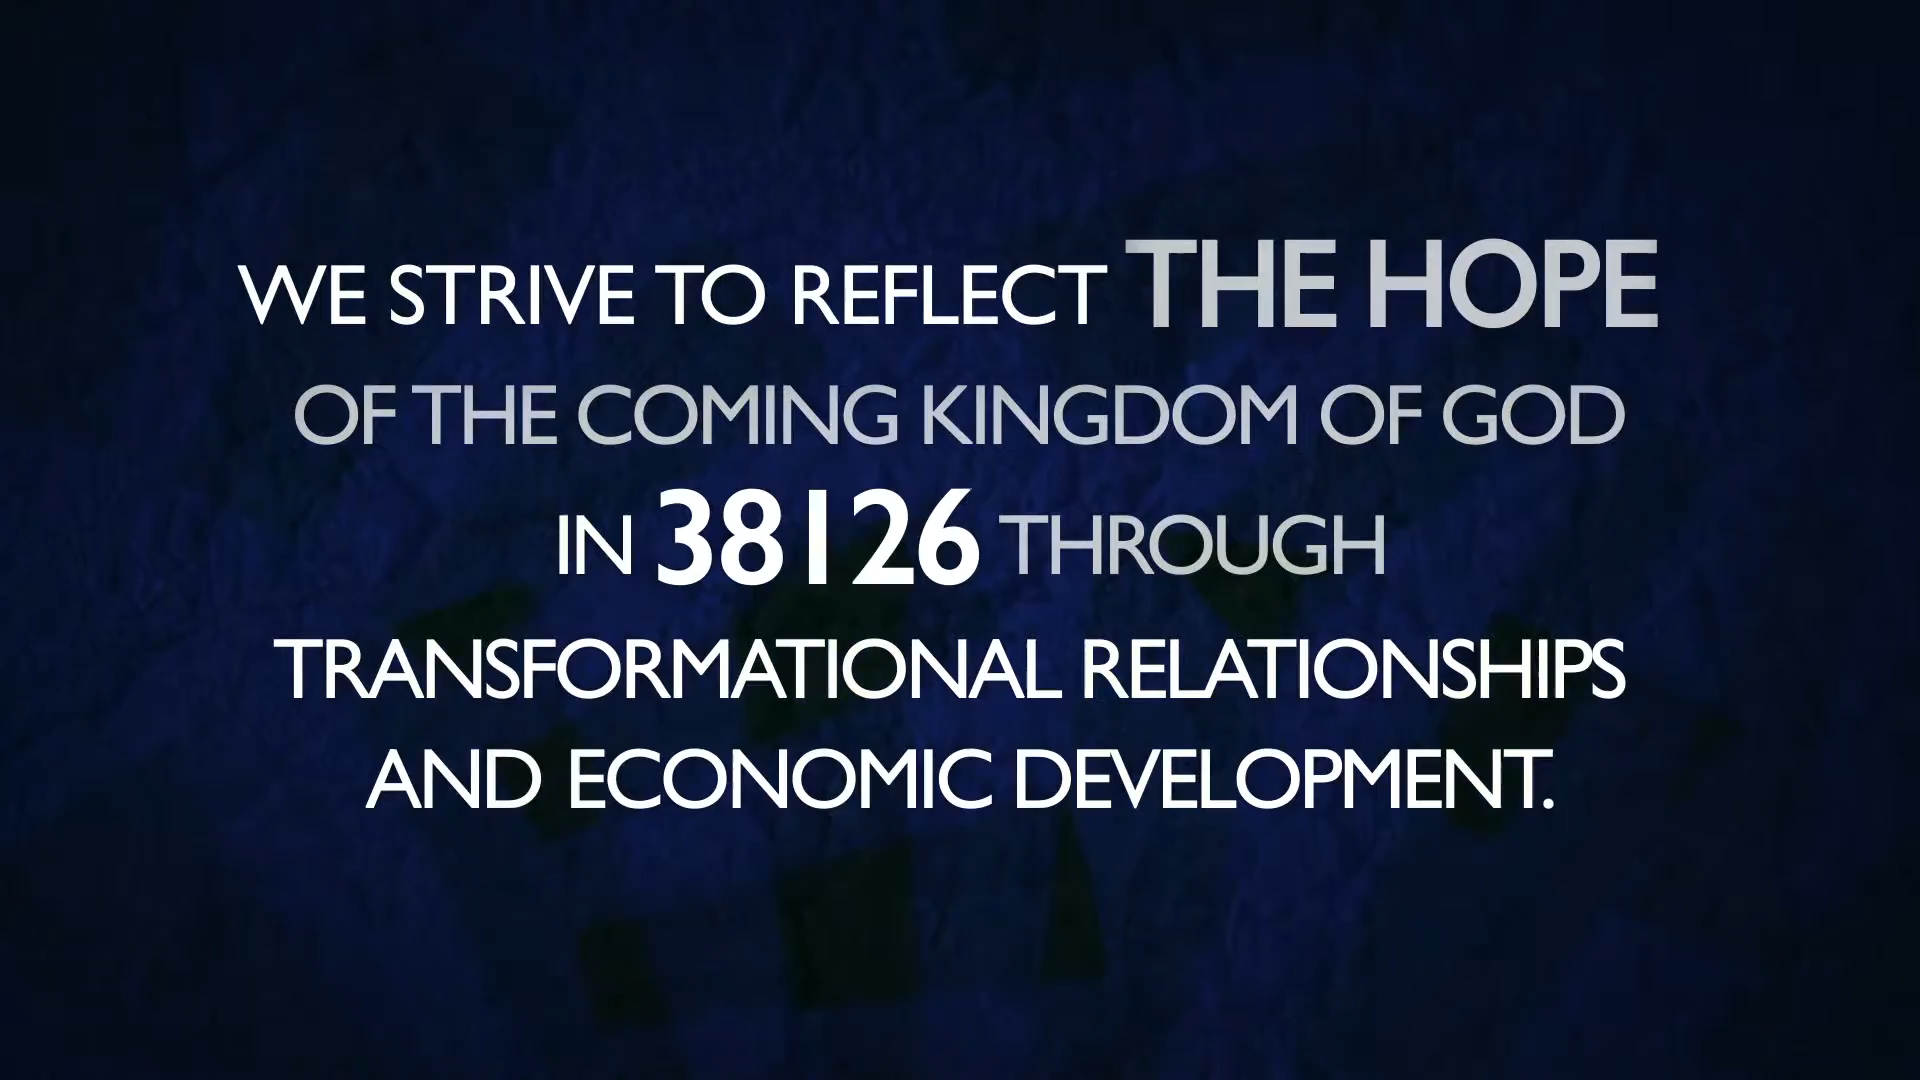 WE STRIVE TO REFLECT THE HOPE
OF THE COMING KINGDOM OF GOD
IN 38126 THROUGH
TRANSFORMATIONAL RELATIONSHIPS
AND ECONOMIC DEVELOPMENT.